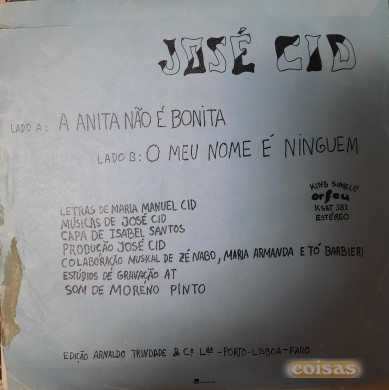 JOSÉ CID
LADO A: A ANITA NÃO É BONITA
LADO B: O MEU NOME É NINGUEM
KING SINGLE
orfeu
KSAT 581
ESTÉREO
LETRAS DE MARIA MANUEL CID
MÚSICAS DE JOSÉ CID
CAPA DE ISABEL SANTOS
PRODUÇÃO JOSÉ CID
COLABORAÇÃO MUSICAL DE ZÉ NABO, MARIA ARMANDA E TÓ BARBIERI
ESTÚDIOS DE GRAVAÇÃO AT
SOM DE MORENO PINTO
EDIÇÃO ARNALDO TRINDADE & Cª Lda - PORTO - LISBOA - FARO
coisas